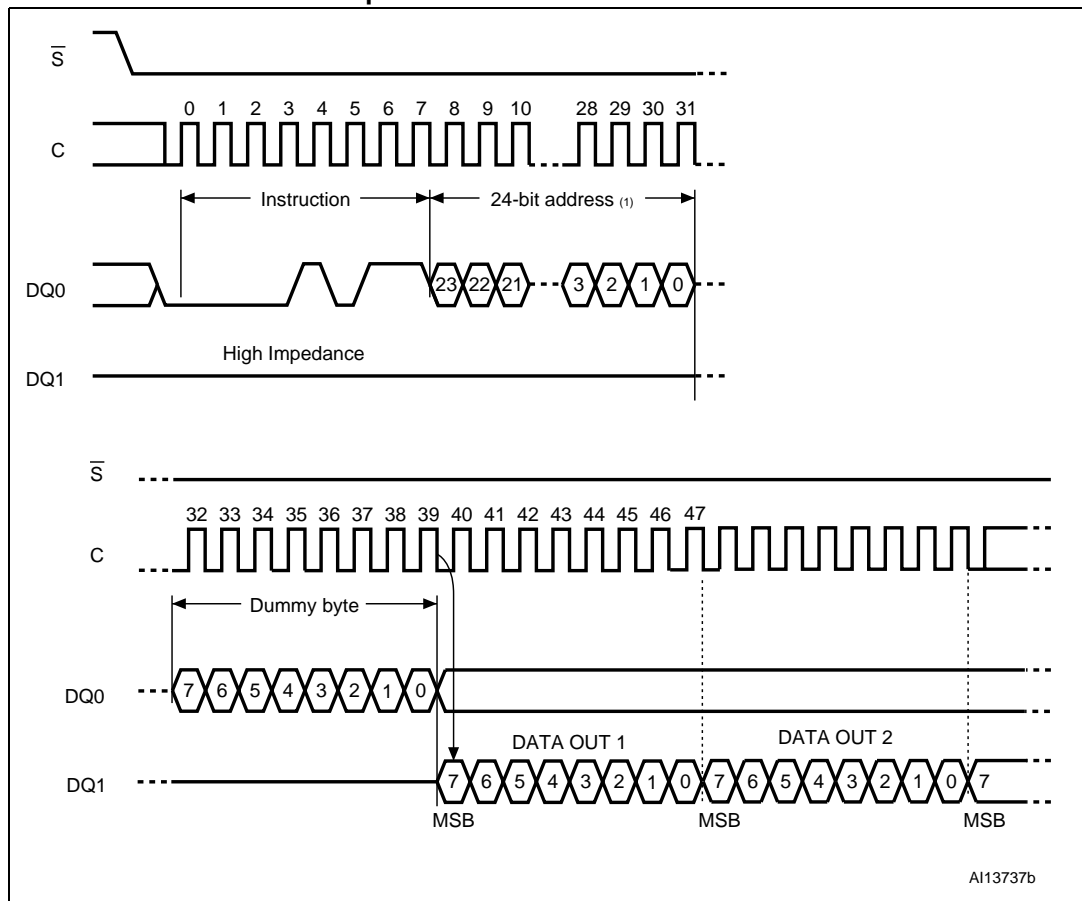 S
0 1 2 3 4 5 6 7 8 9 10 28 29 30 31
C
Instruction 24-bit address (1)
DQ0 23 22 21 3 2 1 0
High Impedance
DQ1
S
32 33 34 35 36 37 38 39 40 41 42 43 44 45 46 47
C
Dummy byte
DQ0 7 6 5 4 3 2 1 0
DATA OUT 1 DATA OUT 2
DQ1 7 6 5 4 3 2 1 0 7 6 5 4 3 2 1 0 7
MSB MSB MSB
AI13737b